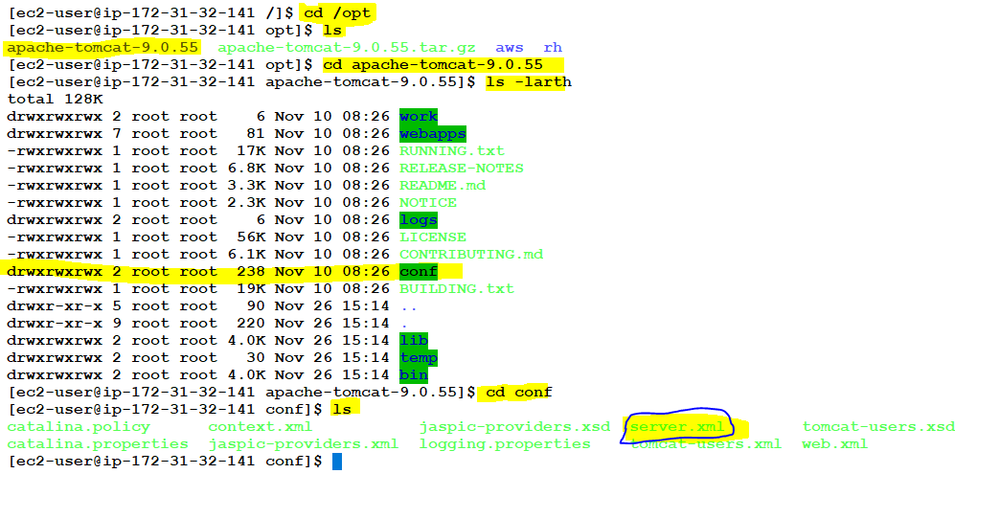 [ec2-user@ip-172-31-32-141 /]$ cd /opt
[ec2-user@ip-172-31-32-141 opt]$ ls
apache-tomcat-9.0.55  apache-tomcat-9.0.55.tar.gz  aws  rh
[ec2-user@ip-172-31-32-141 opt]$ cd apache-tomcat-9.0.55
[ec2-user@ip-172-31-32-141 apache-tomcat-9.0.55]$ ls -larth
total 128K
drwxrwxrwx 2 root root    6 Nov 10 08:26 work
drwxrwxrwx 7 root root   81 Nov 10 08:26 webapps
-rwxrwxrwx 1 root root  17K Nov 10 08:26 RUNNING.txt
-rwxrwxrwx 1 root root 6.8K Nov 10 08:26 RELEASE-NOTES
-rwxrwxrwx 1 root root 3.3K Nov 10 08:26 README.md
-rwxrwxrwx 1 root root 2.3K Nov 10 08:26 NOTICE
drwxrwxrwx 2 root root    6 Nov 10 08:26 logs
-rwxrwxrwx 1 root root  56K Nov 10 08:26 LICENSE
-rwxrwxrwx 1 root root 6.1K Nov 10 08:26 CONTRIBUTING.md
drwxrwxrwx 2 root root  238 Nov 10 08:26 conf
-rwxrwxrwx 1 root root  19K Nov 10 08:26 BUILDING.txt
drwxr-xr-x 5 root root   90 Nov 26 15:14 ..
drwxr-xr-x 9 root root  220 Nov 26 15:14 .
drwxrwxrwx 2 root root 4.0K Nov 26 15:14 lib
drwxrwxrwx 2 root root   30 Nov 26 15:14 temp
drwxrwxrwx 2 root root 4.0K Nov 26 15:14 bin
[ec2-user@ip-172-31-32-141 apache-tomcat-9.0.55]$ cd conf
[ec2-user@ip-172-31-32-141 conf]$ ls
catalina.policy      context.xml           jaspic-providers.xsd  server.xml        tomcat-users.xsd
catalina.properties  jaspic-providers.xml  logging.properties    tomcat-users.xml  web.xml
[ec2-user@ip-172-31-32-141 conf]$